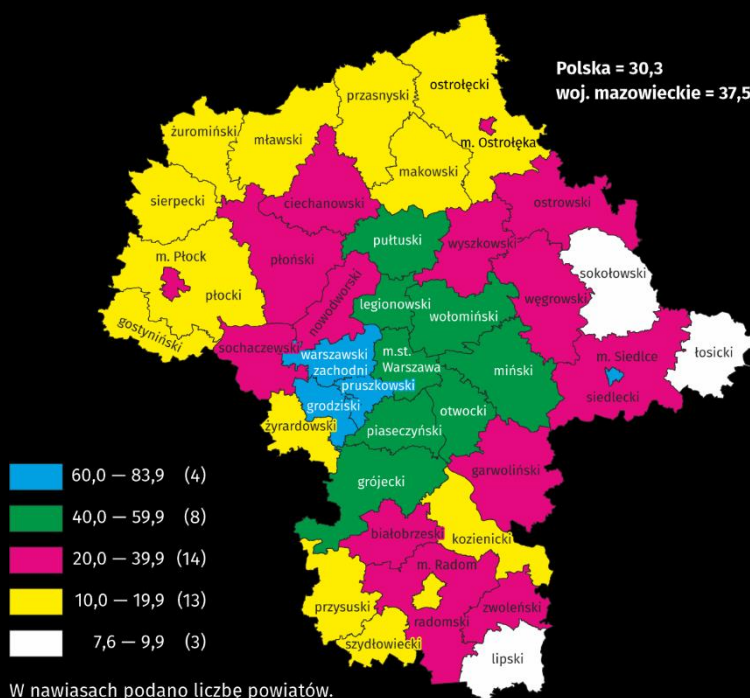 Polska = 30,3
woj. mazowieckie = 37,5
ostrołęcki
przasnyski
żuromiński
mławski
m. Ostrołęka
makowski
sierpecki
ciechanowski
ostrowski
pułtuski
wyszkowski
m. Płock
płoński
sokołowski
płocki
nowodworski
legionowski
węgrowski
wołomiński
gostyniński
sochaczewski
warszawski
zachodni
m.st.
Warszawa
m. Siedlce
łosicki
miński
pruszkowski
siedlecki
grodziski
otwocki
żyrardowski
piaseczyński
garwoliński
grójecki
60,0 — 83,9 (4)
40,0 — 59,9 (8)
20,0 — 39,9 (14)
10,0 — 19,9 (13)
7,6 — 9,9 (3)
białobrzeski
kozienicki
m. Radom
przysuski
zwoleński
radomski
szydłowiecki
lipski
W nawiasach podano liczbę powiatów.